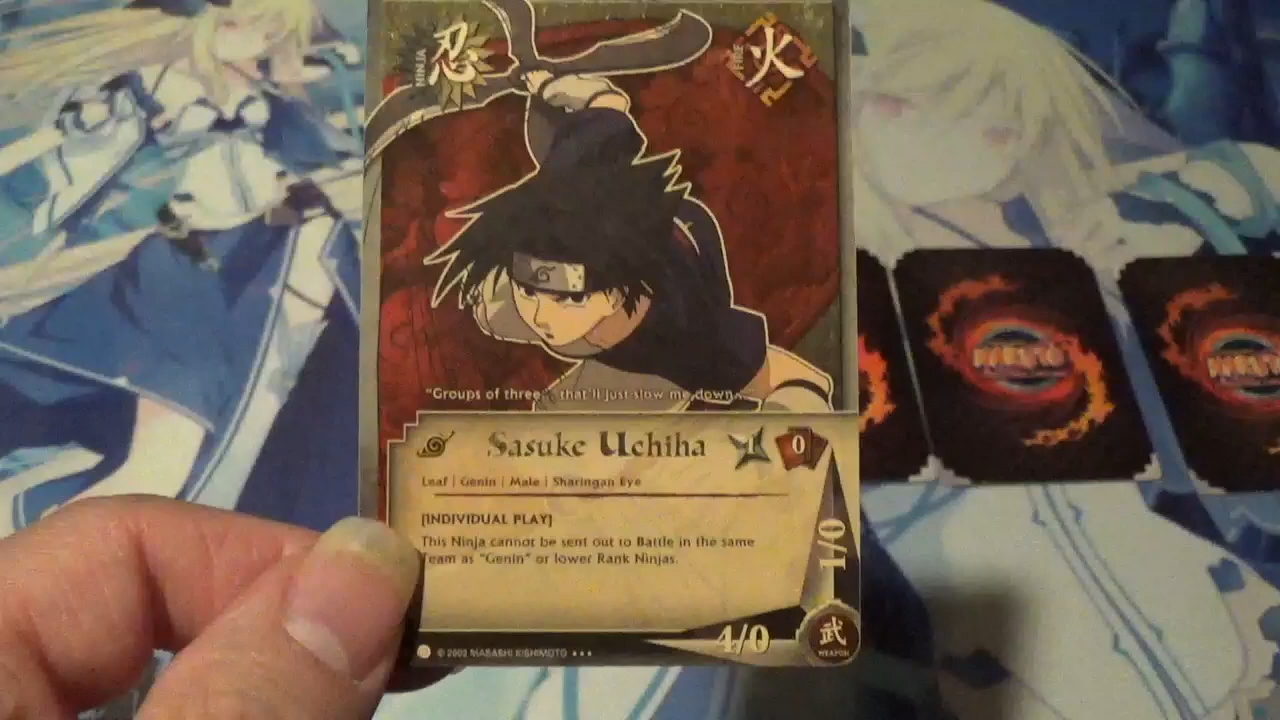 NINJA 忍
FIRE 火
"Groups of three... that'll just slow me down..."
Sasuke Uchiha 1 0
Leaf | Genin | Male | Sharingan Eye
[INDIVIDUAL PLAY]
This Ninja cannot be sent out to Battle in the same
Team as "Genin" or lower Rank Ninjas.
1/0
4/0
武
WEAPON
© 2002 MASASHI KISHIMOTO
NARUTO